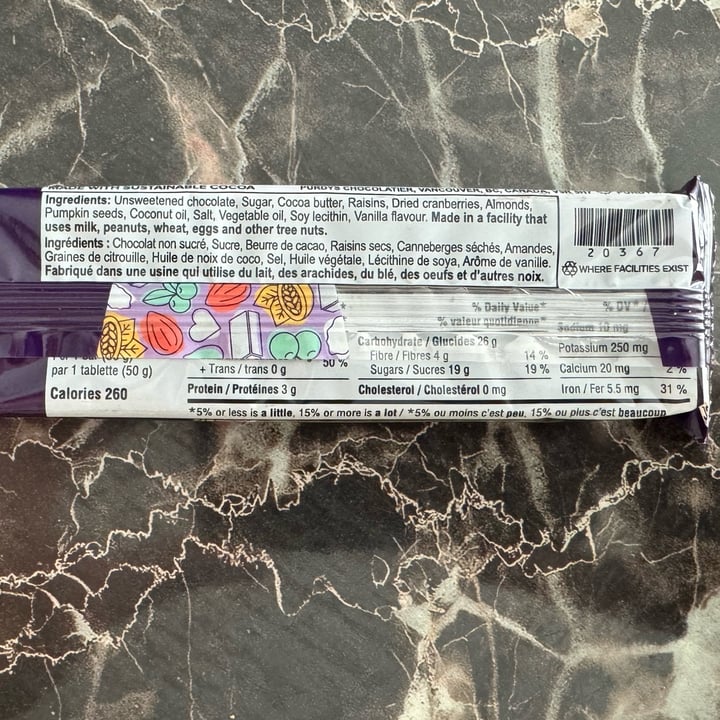 MADE WITH SUSTAINABLE COCOA PURDYS CHOCOLATIER, VANCOUVER, BC, CANADA,
Ingredients: Unsweetened chocolate, Sugar, Cocoa butter, Raisins, Dried cranberries, Almonds,
Pumpkin seeds, Coconut oil, Salt, Vegetable oil, Soy lecithin, Vanilla flavour. Made in a facility that
uses milk, peanuts, wheat, eggs and other tree nuts.
Ingrédients : Chocolat non sucré, Sucre, Beurre de cacao, Raisins secs, Canneberges séchés, Amandes,
Graines de citrouille, Huile de noix de coco, Sel, Huile végétale, Lécithine de soya, Arôme de vanille.
Fabriqué dans une usine qui utilise du lait, des arachides, du blé, des oeufs et d'autres noix.
20367
WHERE FACILITIES EXIST
par 1 tablette (50 g)
Calories 260
50 %
+ Trans / trans 0 g
Protein / Protéines 3 g
% Daily Value*
% valeur quotidienne*
Carbohydrate / Glucides 26 g
Fibre / Fibres 4 g 14 %
Sugars / Sucres 19 g 19 %
Cholesterol / Cholestérol 0 mg
% DV*
Sodium 10 mg
Potassium 250 mg
Calcium 20 mg 2 %
Iron / Fer 5.5 mg 31 %
*5% or less is a little, 15% or more is a lot / *5% ou moins c'est peu, 15% ou plus c'est beaucoup